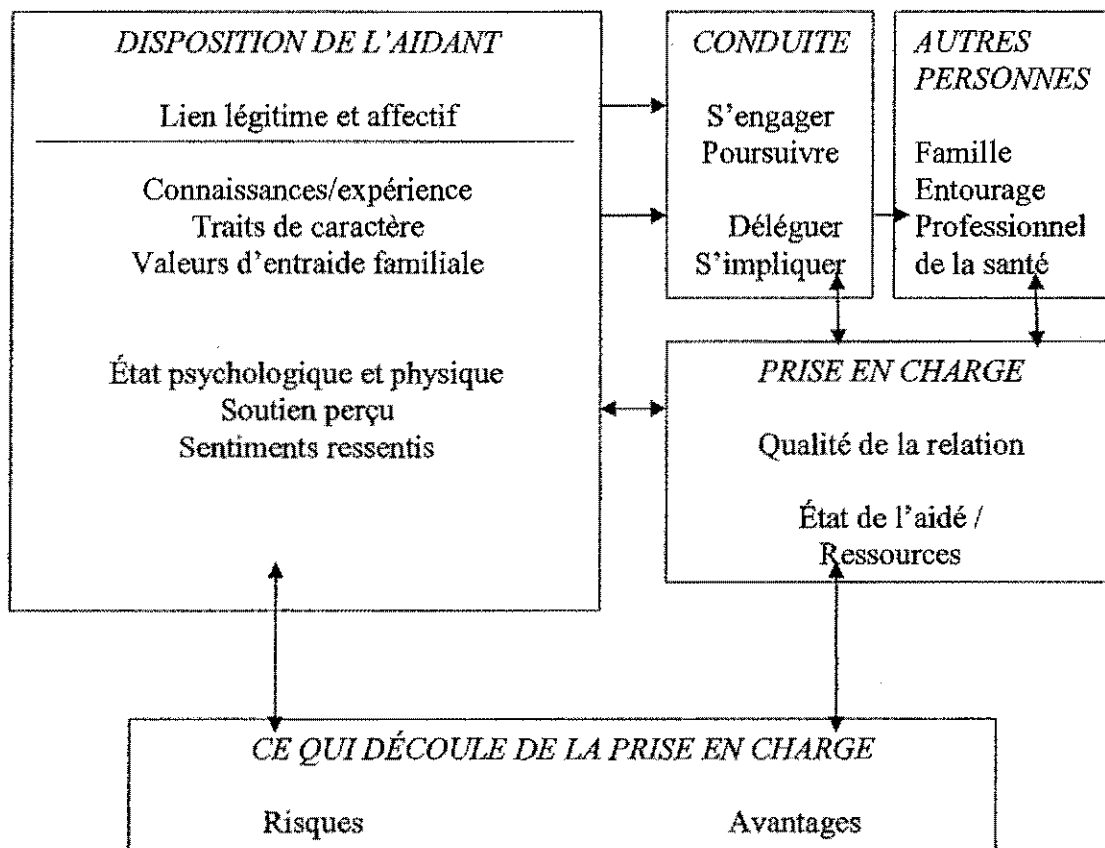 DISPOSITION DE L'AIDANT
Lien légitime et affectif
Connaissances/expérience
Traits de caractère
Valeurs d'entraide familiale
État psychologique et physique
Soutien perçu
Sentiments ressentis
CONDUITE
S'engager
Poursuivre
Déléguer
S'impliquer
AUTRES
PERSONNES
Famille
Entourage
Professionnel
de la santé
PRISE EN CHARGE
Qualité de la relation
État de l'aidé /
Ressources
CE QUI DÉCOULE DE LA PRISE EN CHARGE
Risques
Avantages